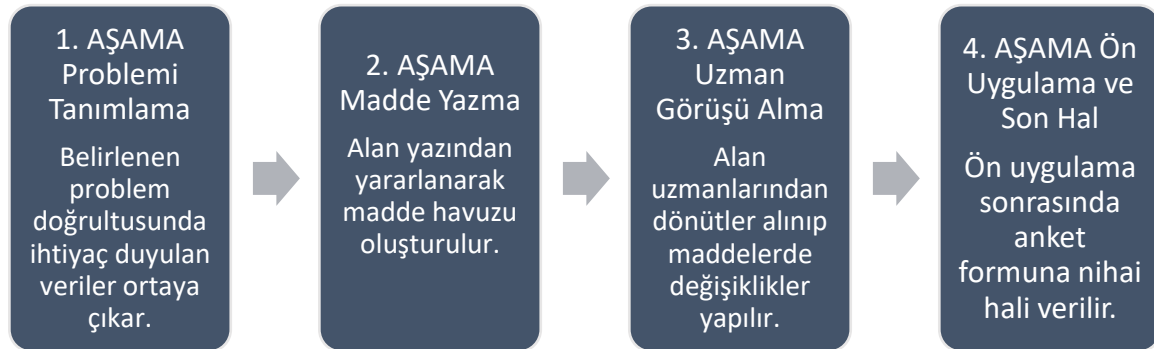 1. AŞAMA
Problemi
Tanımlama
Belirlenen
problem
doğrultusunda
ihtiyaç duyulan
veriler ortaya
çıkar.
2. AŞAMA
Madde Yazma
Alan yazından
yararlanarak
madde havuzu
oluşturulur.
3. AŞAMA
Uzman
Görüşü Alma
Alan
uzmanlarından
dönütler alınıp
maddelerde
değişiklikler
yapılır.
4. AŞAMA Ön
Uygulama ve
Son Hal
Ön uygulama
sonrasında
anket
formuna nihai
hali verilir.